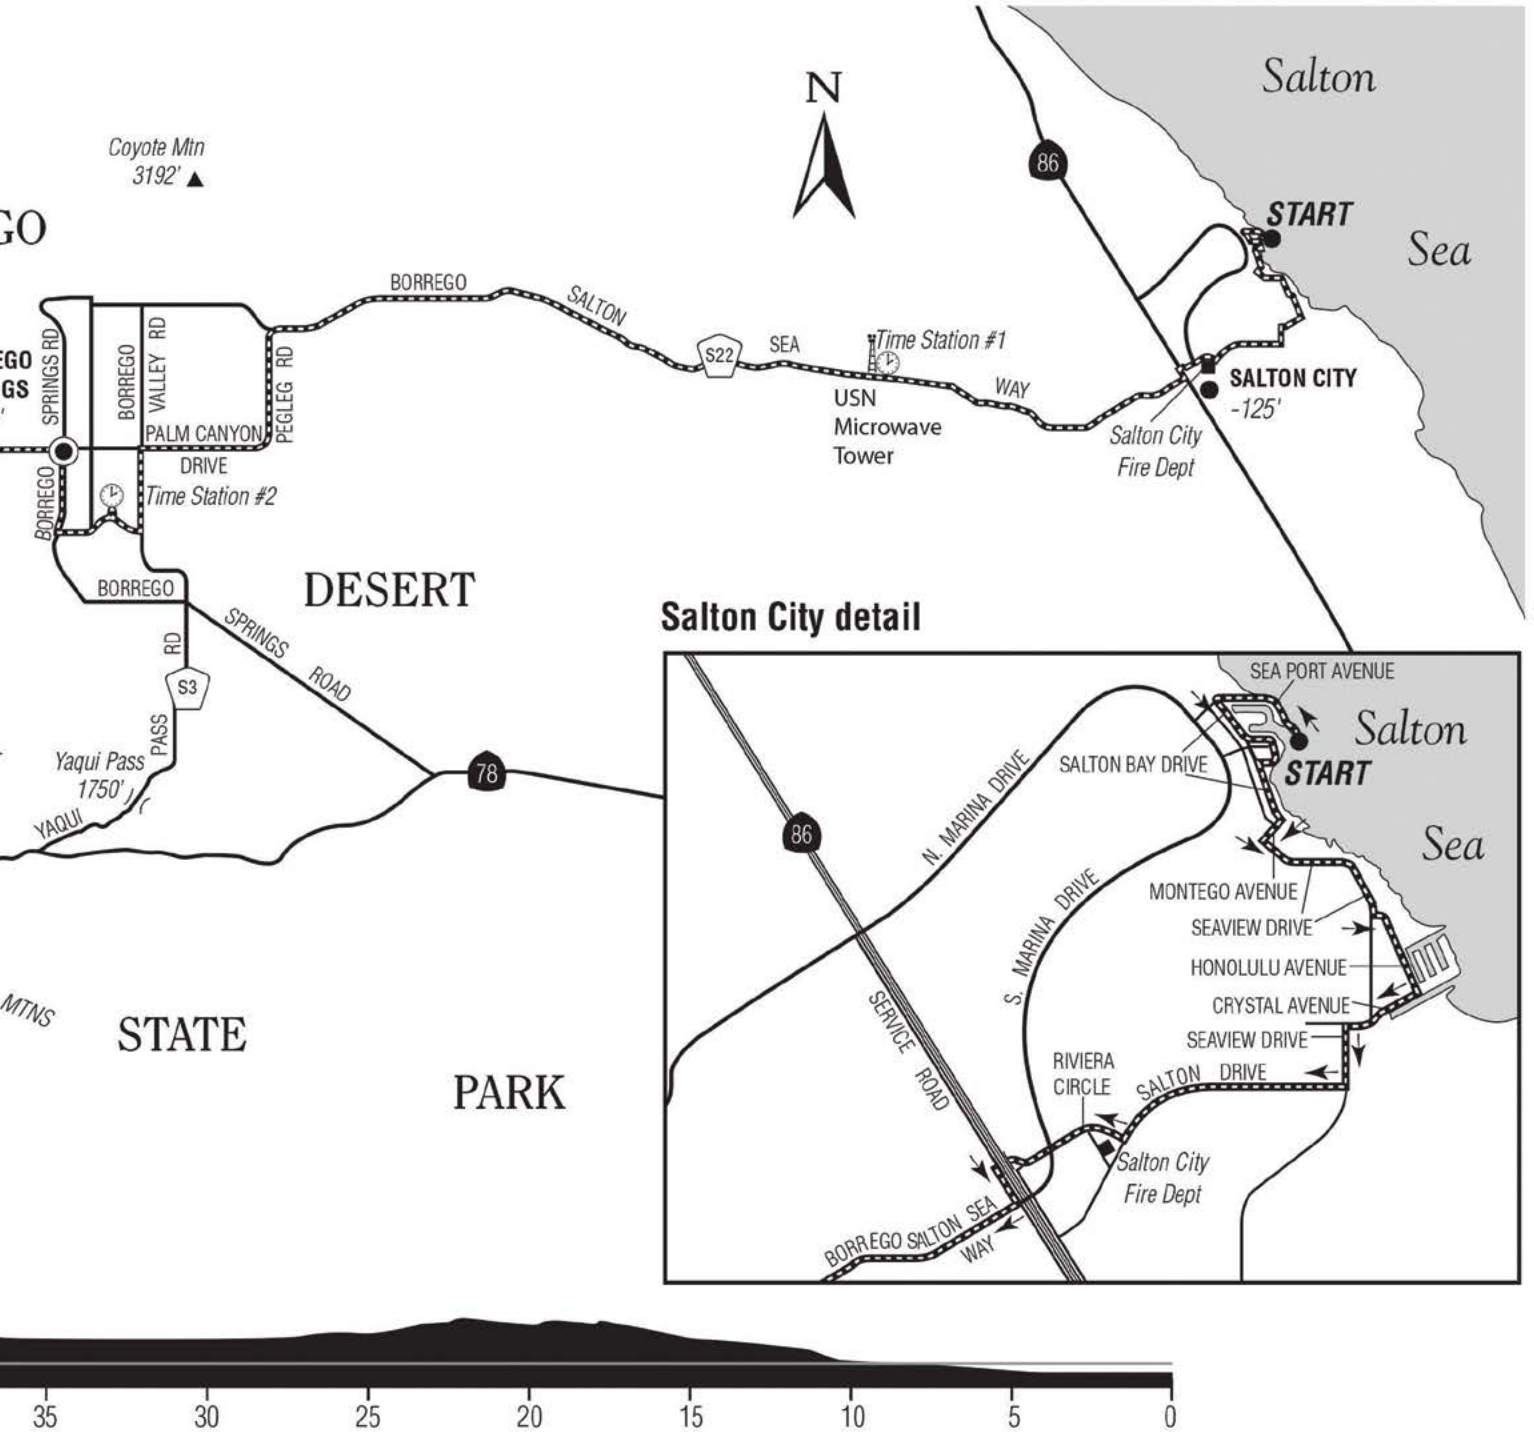 Salton
Sea
N
86
START
Coyote Mtn
3192'
GO
BORREGO
SALTON
S22
SEA
Time Station #1
WAY
USN
Microwave
Tower
SALTON CITY
-125'
Salton City
Fire Dept
EGO
GS
SPRINGS RD
BORREGO
VALLEY RD
PEGLEG RD
PALM CANYON
DRIVE
BORREGO
Time Station #2
DESERT
BORREGO
SPRINGS
ROAD
RD
S3
PASS
Yaqui Pass
1750'
YAQUI
78
MTNS
STATE
PARK
Salton City detail
SEA PORT AVENUE
Salton
Sea
START
SALTON BAY DRIVE
N. MARINA DRIVE
86
S. MARINA DRIVE
MONTEGO AVENUE
SEAVIEW DRIVE
HONOLULU AVENUE
CRYSTAL AVENUE
SEAVIEW DRIVE
SERVICE ROAD
RIVIERA
CIRCLE
SALTON DRIVE
Salton City
Fire Dept
BORREGO SALTON SEA
WAY
35 30 25 20 15 10 5 0